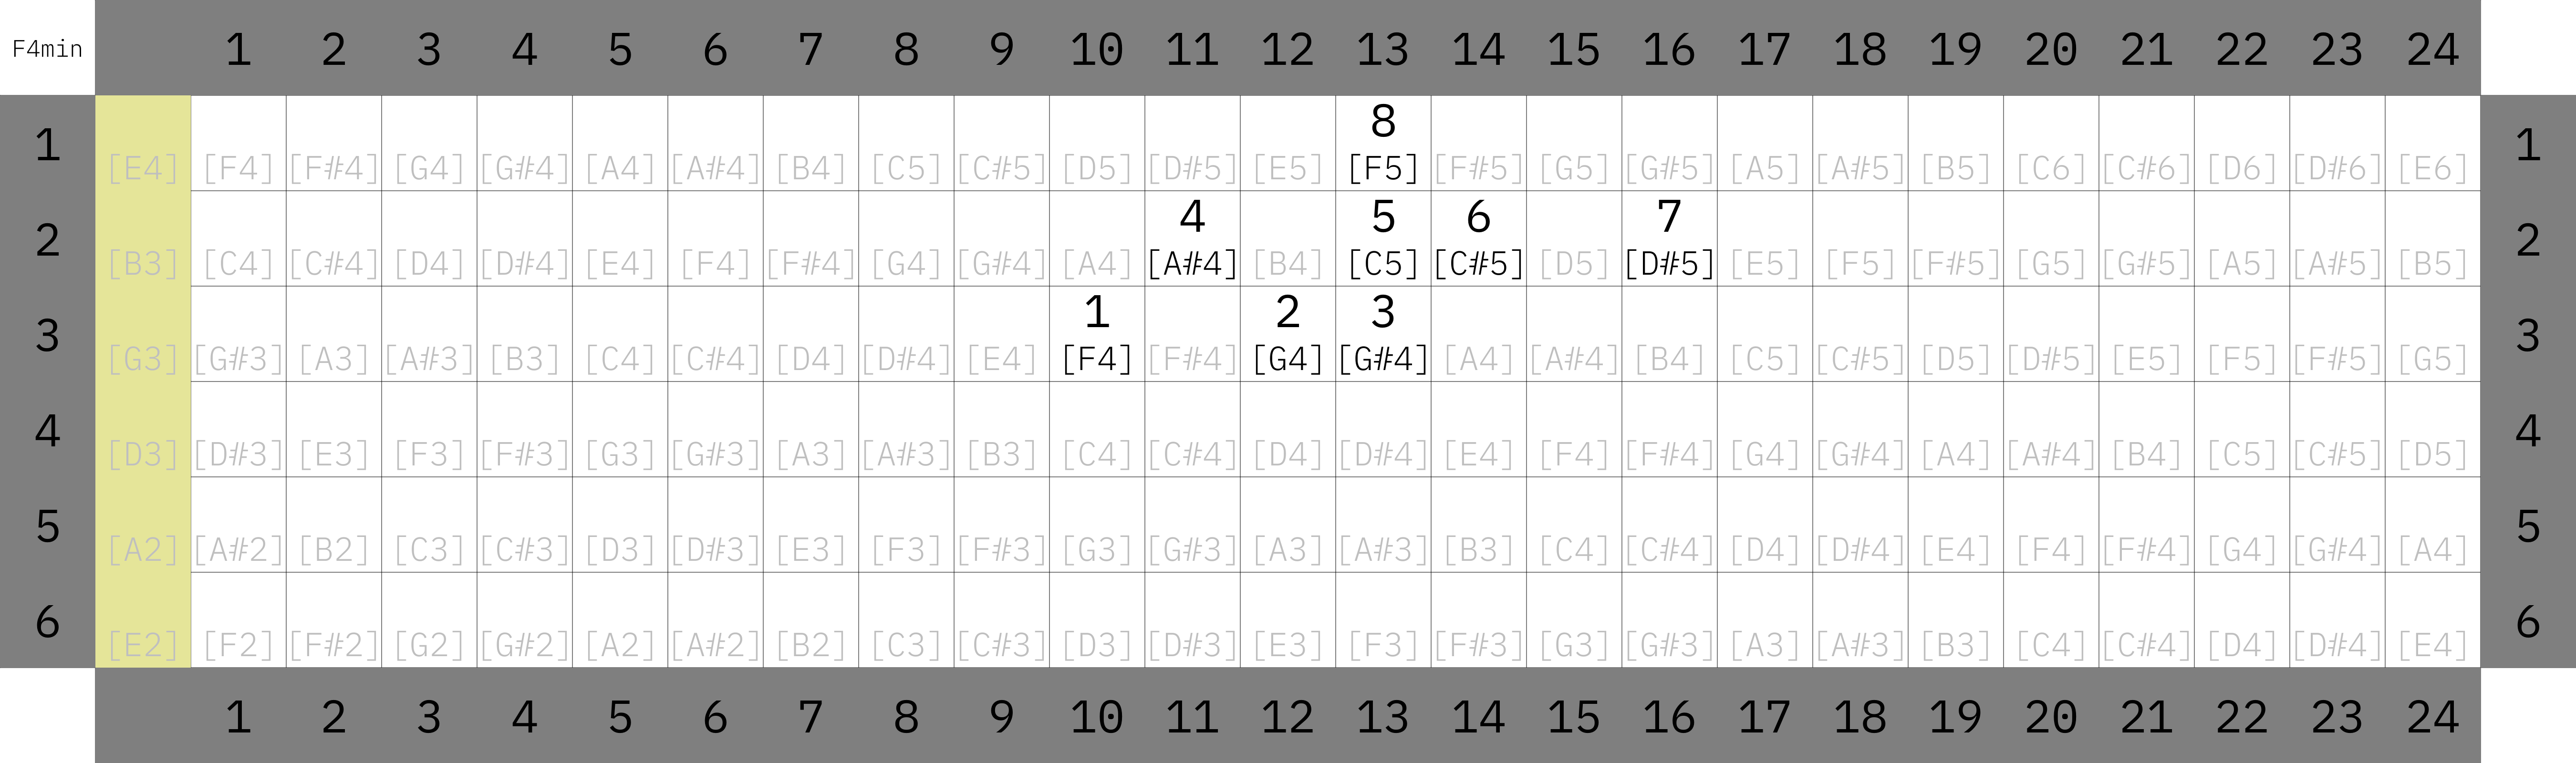 F4min 1 2 3 4 5 6 7 8 9 10 11 12 13 14 15 16 17 18 19 20 21 22 23 24
8
1 [E4] [F4] [F#4] [G4] [G#4] [A4] [A#4] [B4] [C5] [C#5] [D5] [D#5] [E5] [F5] [F#5] [G5] [G#5] [A5] [A#5] [B5] [C6] [C#6] [D6] [D#6] [E6] 1
4 5 6 7
2 [B3] [C4] [C#4] [D4] [D#4] [E4] [F4] [F#4] [G4] [G#4] [A4] [A#4] [B4] [C5] [C#5] [D5] [D#5] [E5] [F5] [F#5] [G5] [G#5] [A5] [A#5] [B5] 2
1 2 3
3 [G3] [G#3] [A3] [A#3] [B3] [C4] [C#4] [D4] [D#4] [E4] [F4] [F#4] [G4] [G#4] [A4] [A#4] [B4] [C5] [C#5] [D5] [D#5] [E5] [F5] [F#5] [G5] 3
4 [D3] [D#3] [E3] [F3] [F#3] [G3] [G#3] [A3] [A#3] [B3] [C4] [C#4] [D4] [D#4] [E4] [F4] [F#4] [G4] [G#4] [A4] [A#4] [B4] [C5] [C#5] [D5] 4
5 [A2] [A#2] [B2] [C3] [C#3] [D3] [D#3] [E3] [F3] [F#3] [G3] [G#3] [A3] [A#3] [B3] [C4] [C#4] [D4] [D#4] [E4] [F4] [F#4] [G4] [G#4] [A4] 5
6 [E2] [F2] [F#2] [G2] [G#2] [A2] [A#2] [B2] [C3] [C#3] [D3] [D#3] [E3] [F3] [F#3] [G3] [G#3] [A3] [A#3] [B3] [C4] [C#4] [D4] [D#4] [E4] 6
1 2 3 4 5 6 7 8 9 10 11 12 13 14 15 16 17 18 19 20 21 22 23 24